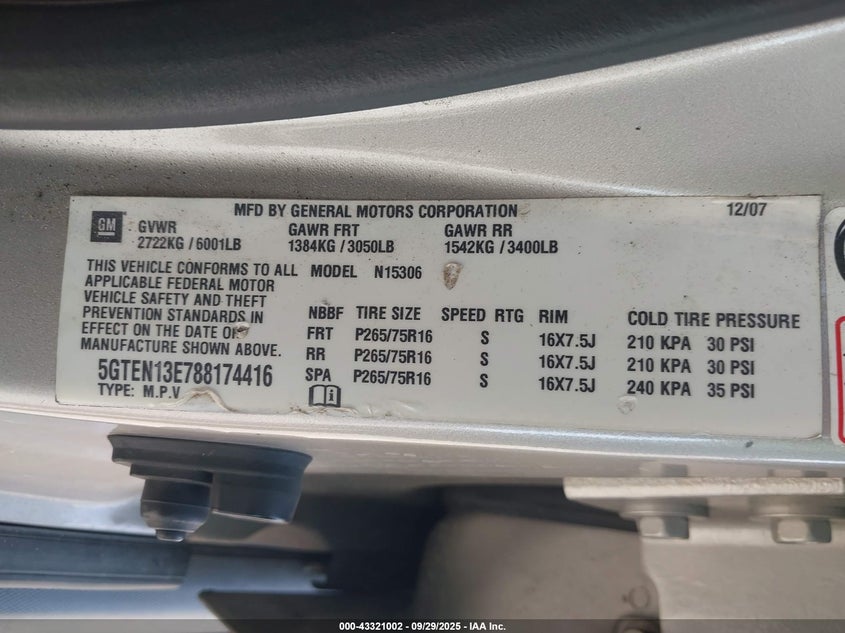 MFD BY GENERAL MOTORS CORPORATION 12/07
GM
GVWR GAWR FRT GAWR RR
2722KG / 6001LB 1384KG / 3050LB 1542KG / 3400LB
THIS VEHICLE CONFORMS TO ALL
APPLICABLE FEDERAL MOTOR
VEHICLE SAFETY AND THEFT
PREVENTION STANDARDS IN
EFFECT ON THE DATE OF
MANUFACTURE SHOWN ABOVE.
5GTEN13E788174416
TYPE: M.P.V
MODEL N15306
NBBF TIRE SIZE SPEED RTG RIM COLD TIRE PRESSURE
FRT P265/75R16 S 16X7.5J 210 KPA 30 PSI
RR P265/75R16 S 16X7.5J 210 KPA 30 PSI
SPA P265/75R16 S 16X7.5J 240 KPA 35 PSI
000-43321002 - 09/29/2025 - IAA Inc.